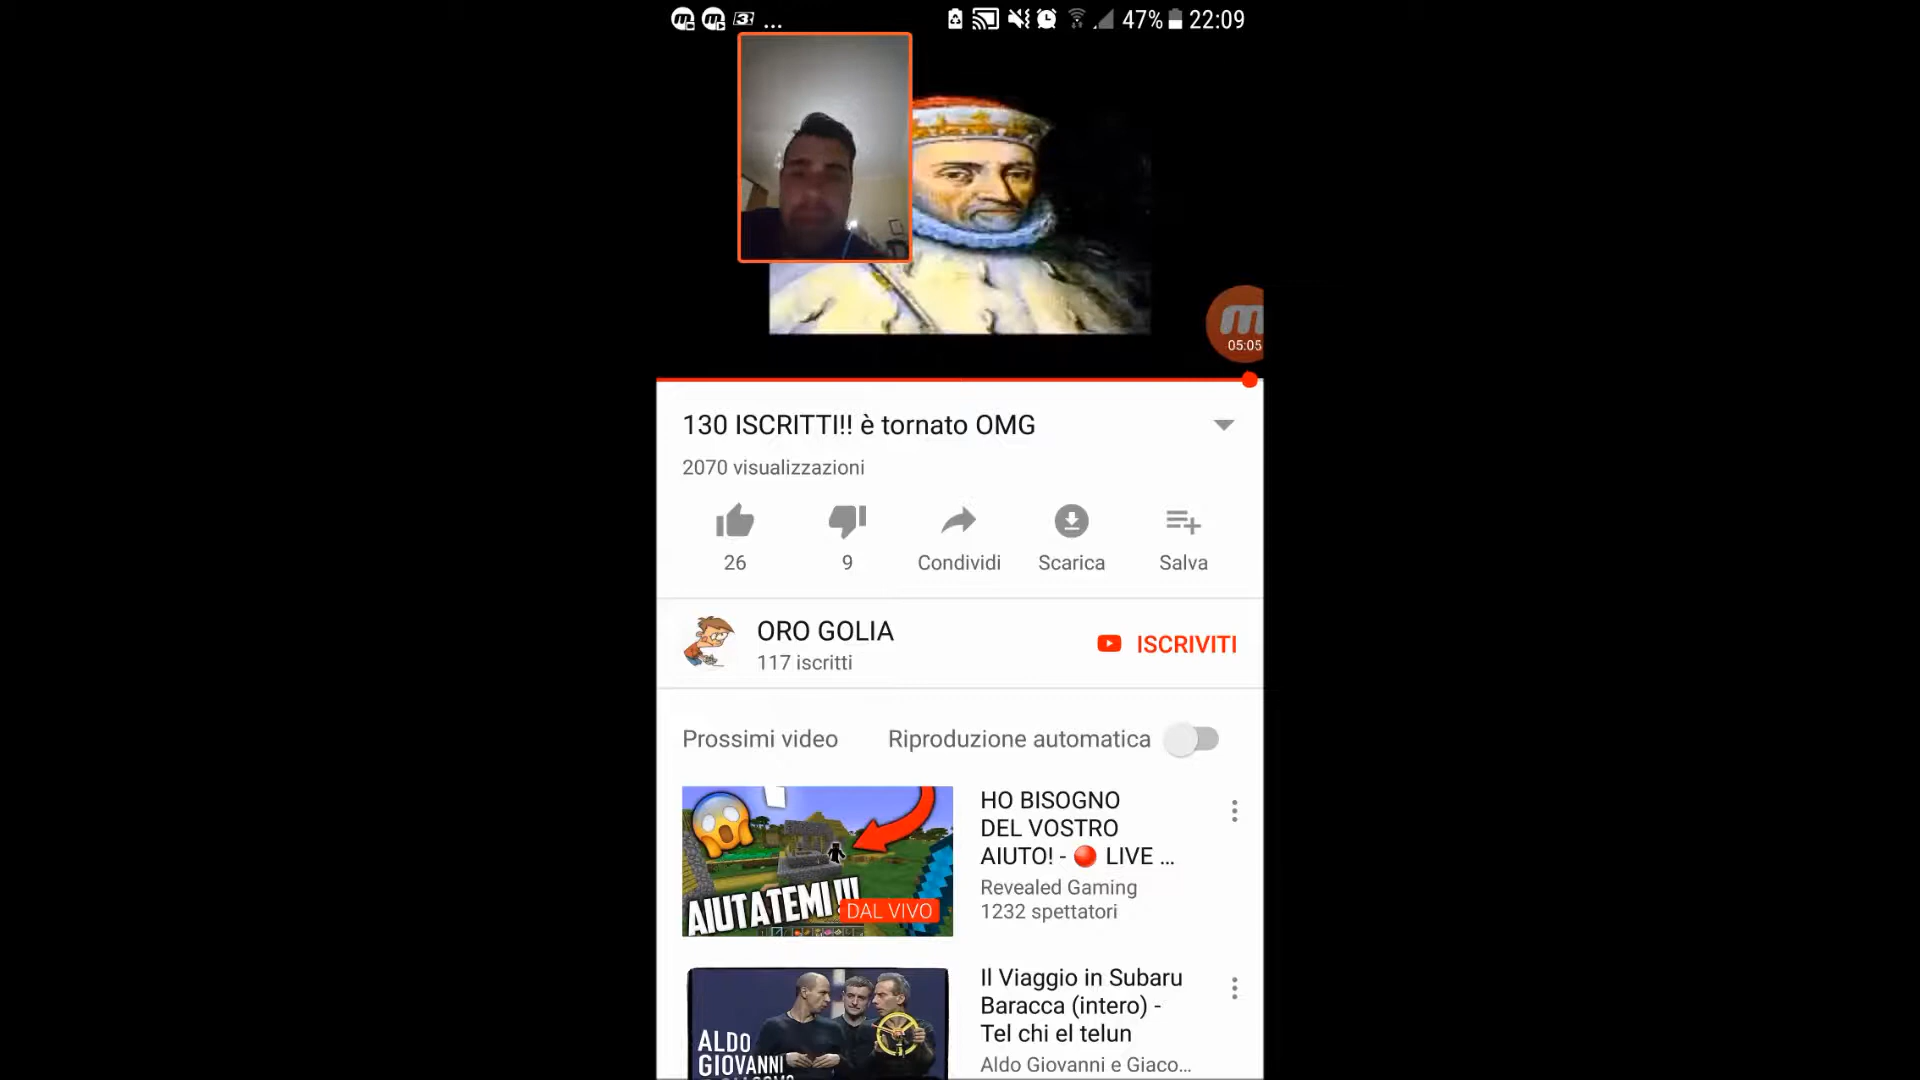 47% 22:09
05:05
130 ISCRITTI!! è tornato OMG
2070 visualizzazioni
26
9
Condividi
Scarica
Salva
ORO GOLIA
117 iscritti
ISCRIVITI
Prossimi video
Riproduzione automatica
AIUTATEMI!!!
DAL VIVO
HO BISOGNO
DEL VOSTRO
AIUTO! - 🔴 LIVE ...
Revealed Gaming
1232 spettatori
ALDO
GIOVANNI
Il Viaggio in Subaru
Baracca (intero) -
Tel chi el telun
Aldo Giovanni e Giaco...